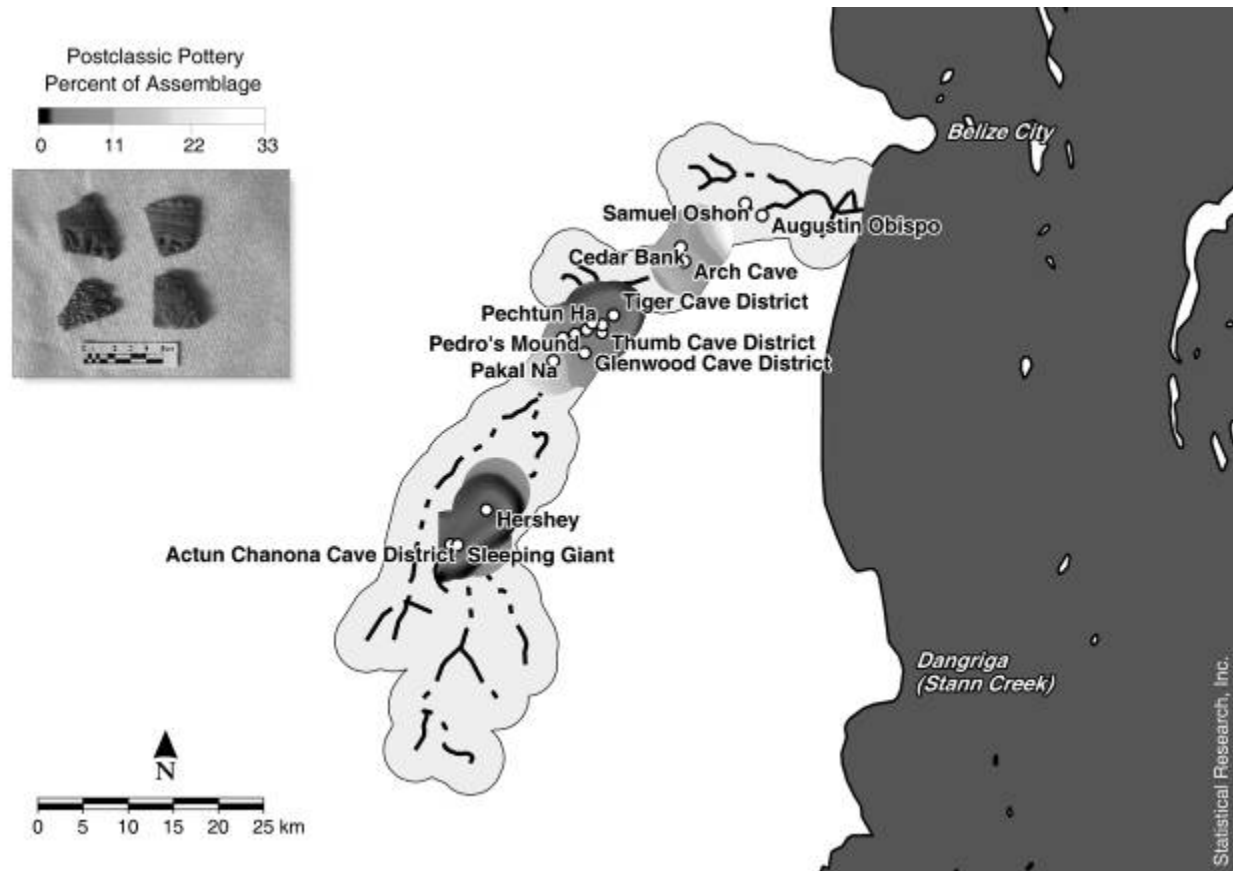 Postclassic Pottery
Percent of Assemblage
0 11 22 33
Belize City
Samuel Oshon
Augustin Obispo
Cedar Bank
Arch Cave
Tiger Cave District
Pechtun Ha
Pedro's Mound
Thumb Cave District
Glenwood Cave District
Pakal Na
Hershey
Actun Chanona Cave District
Sleeping Giant
Dangriga
(Stann Creek)
N
0 5 10 15 20 25 km
Statistical Research, Inc.